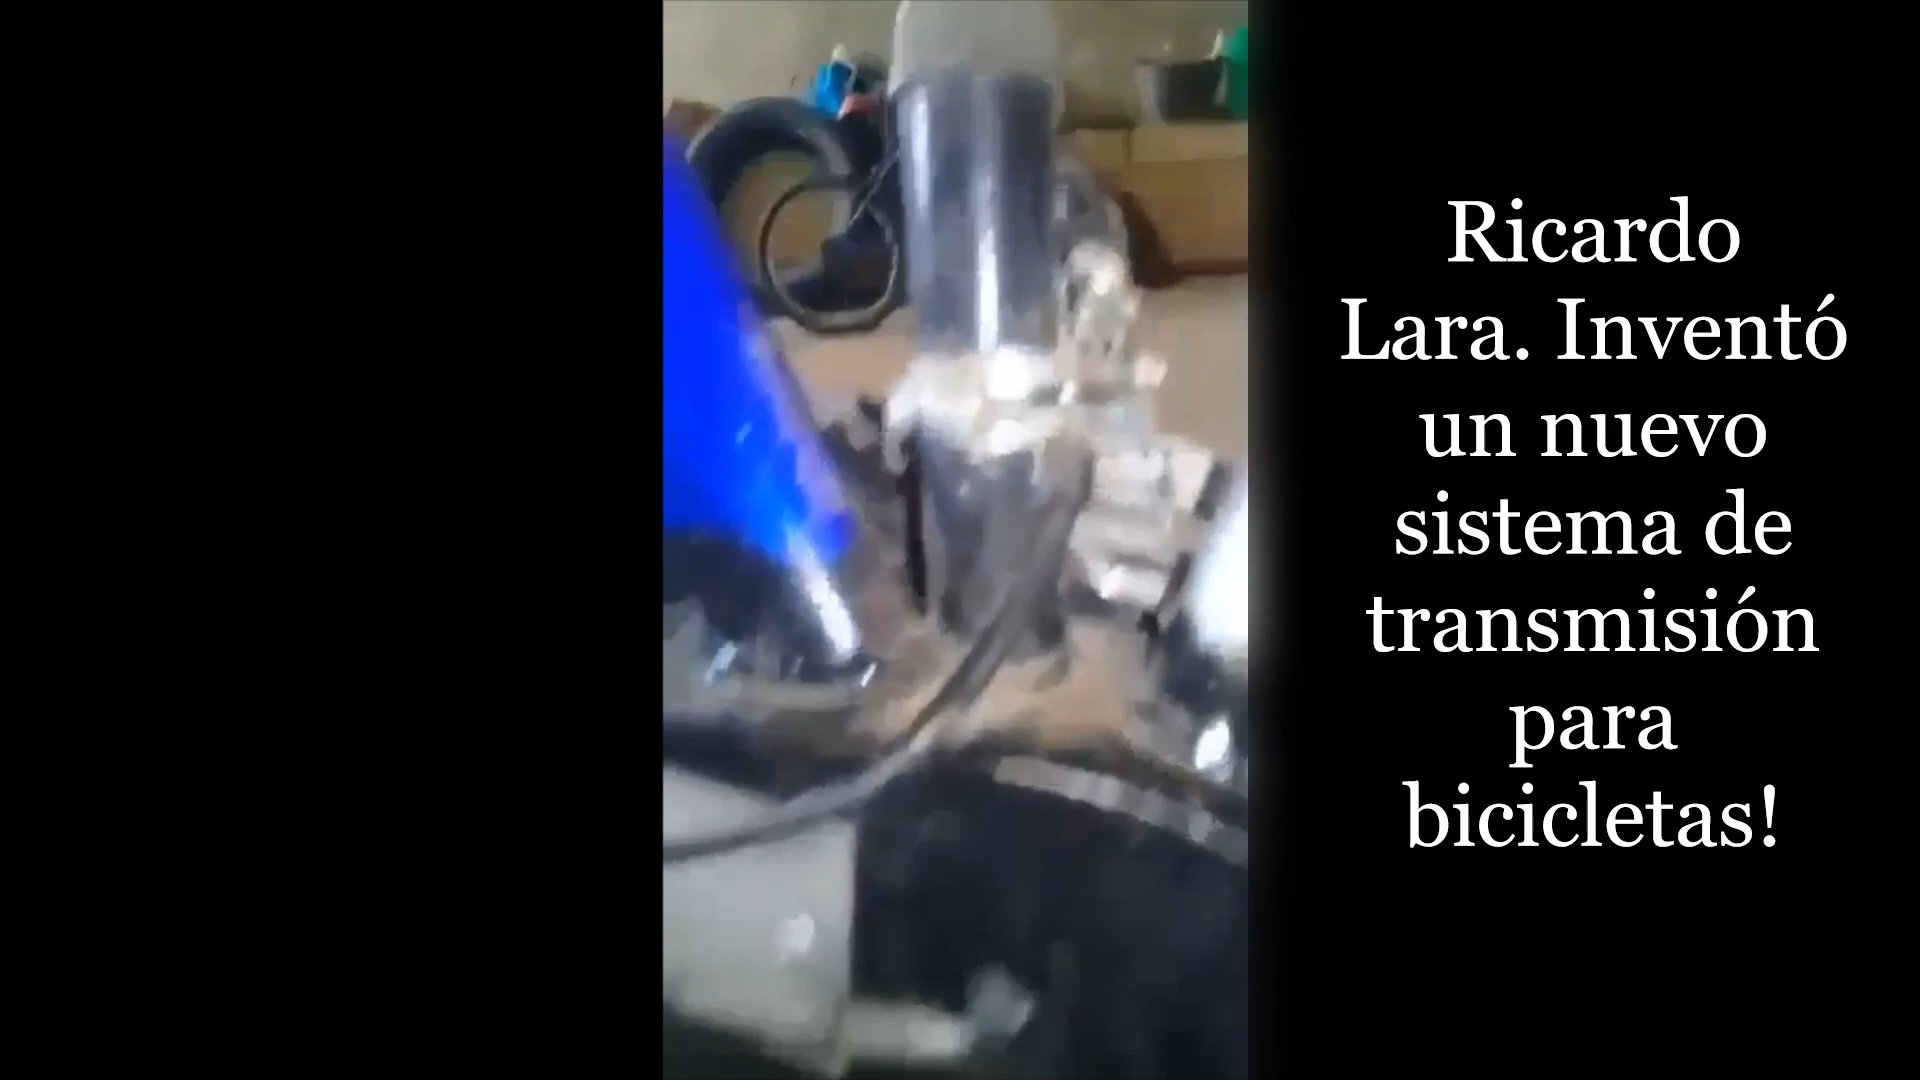 Ricardo
Lara. Inventó
un nuevo
sistema de
transmisión
para
bicicletas!